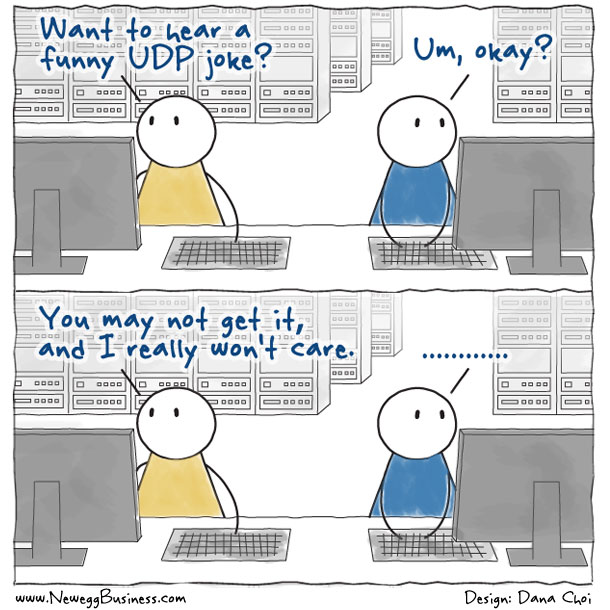 Want to hear a
funny UDP joke?
Um, okay?
You may not get it,
and I really won't care.
.............
www.NeweggBusiness.com
Design: Dana Choi